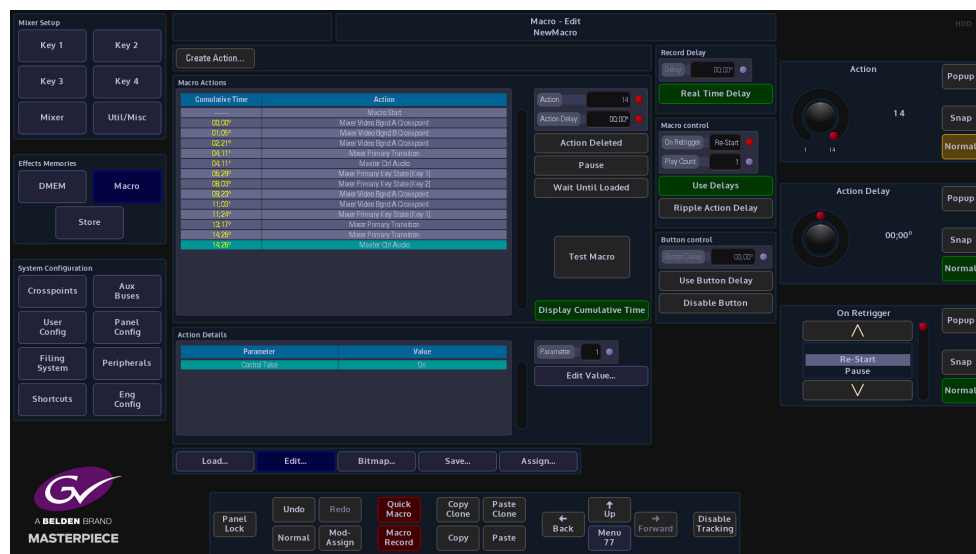 Mixer Setup
Key 1
Key 2
Key 3
Key 4
Mixer
Util/Misc
Effects Memories
DMEM
Macro
Store
System Configuration
Crosspoints
Aux
Buses
User
Config
Panel
Config
Filing
System
Peripherals
Shortcuts
Eng
Config
A BELDEN BRAND
MASTERPIECE
Macro - Edit
NewMacro
HDD
Create Action...
Macro Actions
Cumulative Time Action
Macro Start
00;00° Mixer Video Bgnd A Crosspoint
01;05° Mixer Video Bgnd B Crosspoint
02;21° Mixer Video Bgnd A Crosspoint
04;11° Mixer Primary Transition
04;11° Master Ctrl Audio
06;29° Mixer Primary Key State [Key 1]
08;03° Mixer Primary Key State [Key 2]
09;23° Mixer Video Bgnd A Crosspoint
11;03° Mixer Video Bgnd A Crosspoint
11;24° Mixer Primary Key State [Key 1]
13;17° Mixer Primary Transition
14;26° Mixer Primary Transition
14;26° Master Ctrl Audio
Action 14
Action Delay 00;00°
Action Deleted
Pause
Wait Until Loaded
Test Macro
Display Cumulative Time
Action Details
Parameter Value
Control Take On
Parameter 1
Edit Value...
Record Delay
Delay 00;00°
Real Time Delay
Macro control
On Retrigger Re-Start
Play Count 1
Use Delays
Ripple Action Delay
Button control
Button Delay 00;00°
Use Button Delay
Disable Button
Action
14
1 14
Popup
Snap
Normal
Action Delay
00;00°
Popup
Snap
Normal
On Retrigger
Re-Start
Pause
Popup
Snap
Normal
Load...
Edit...
Bitmap...
Save...
Assign...
Panel
Lock
Undo
Redo
Normal
Mod-
Assign
Quick
Macro
Macro
Record
Copy
Clone
Paste
Clone
Copy
Paste
Back
Up
Menu
77
Forward
Disable
Tracking